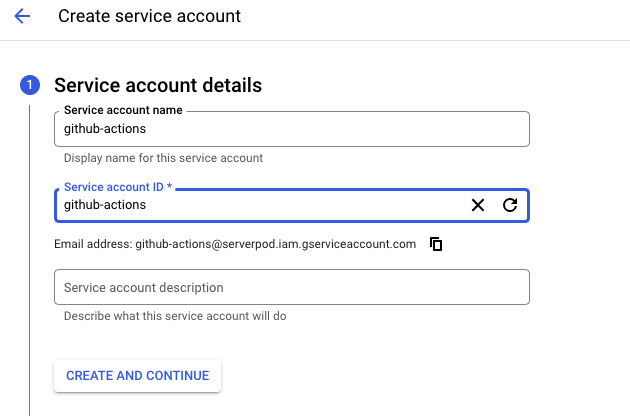 Create service account
1 Service account details
Service account name
github-actions
Display name for this service account
Service account ID *
github-actions
Email address: github-actions@serverpod.iam.gserviceaccount.com
Service account description
Describe what this service account will do
CREATE AND CONTINUE